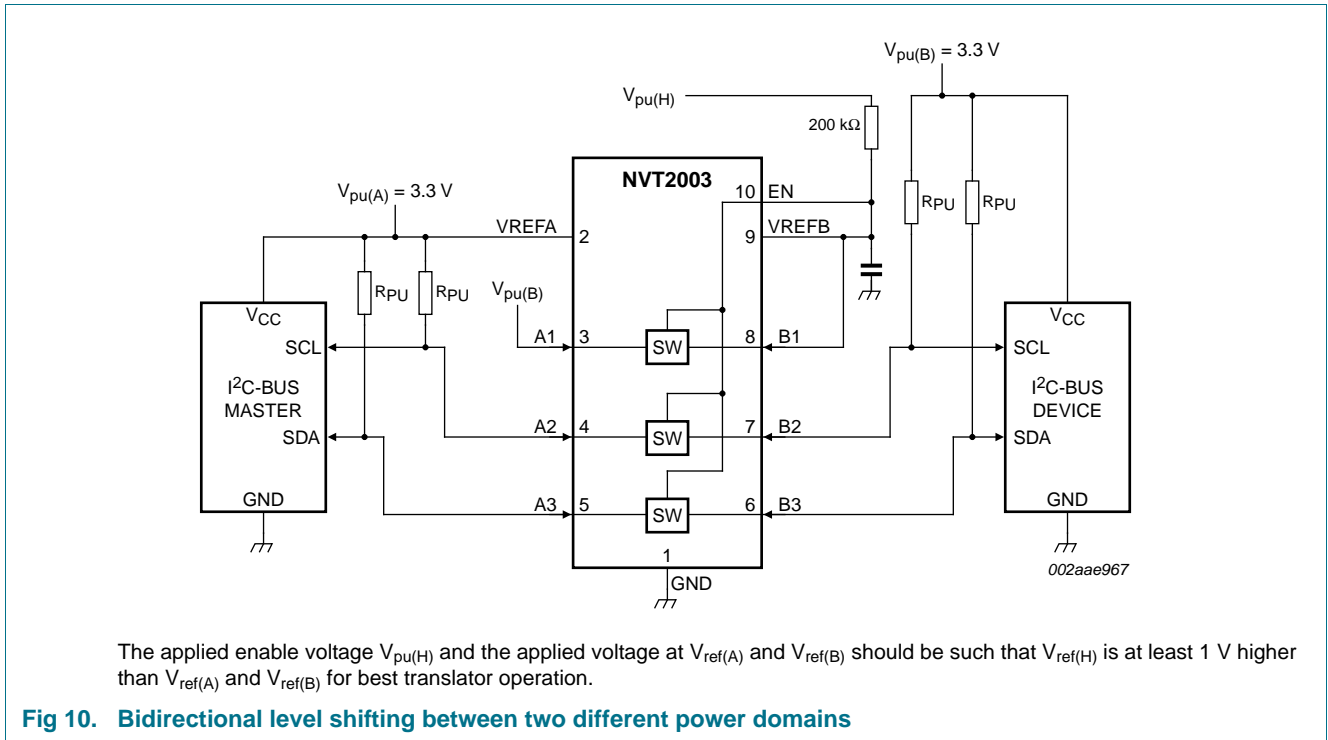 Vpu(B) = 3.3 V
Vpu(H)
200 kΩ
NVT2003
10 EN
Vpu(A) = 3.3 V
RPU RPU
VREFA 2
9 VREFB
RPU RPU
Vpu(B)
VCC
VCC
A1 3 SW 8 B1
SCL
SCL
I2C-BUS
MASTER
I2C-BUS
DEVICE
A2 4 SW 7 B2
SDA
SDA
GND
GND
A3 5 SW 6 B3
1
GND
002aae967
The applied enable voltage Vpu(H) and the applied voltage at Vref(A) and Vref(B) should be such that Vref(H) is at least 1 V higher
than Vref(A) and Vref(B) for best translator operation.
Fig 10. Bidirectional level shifting between two different power domains